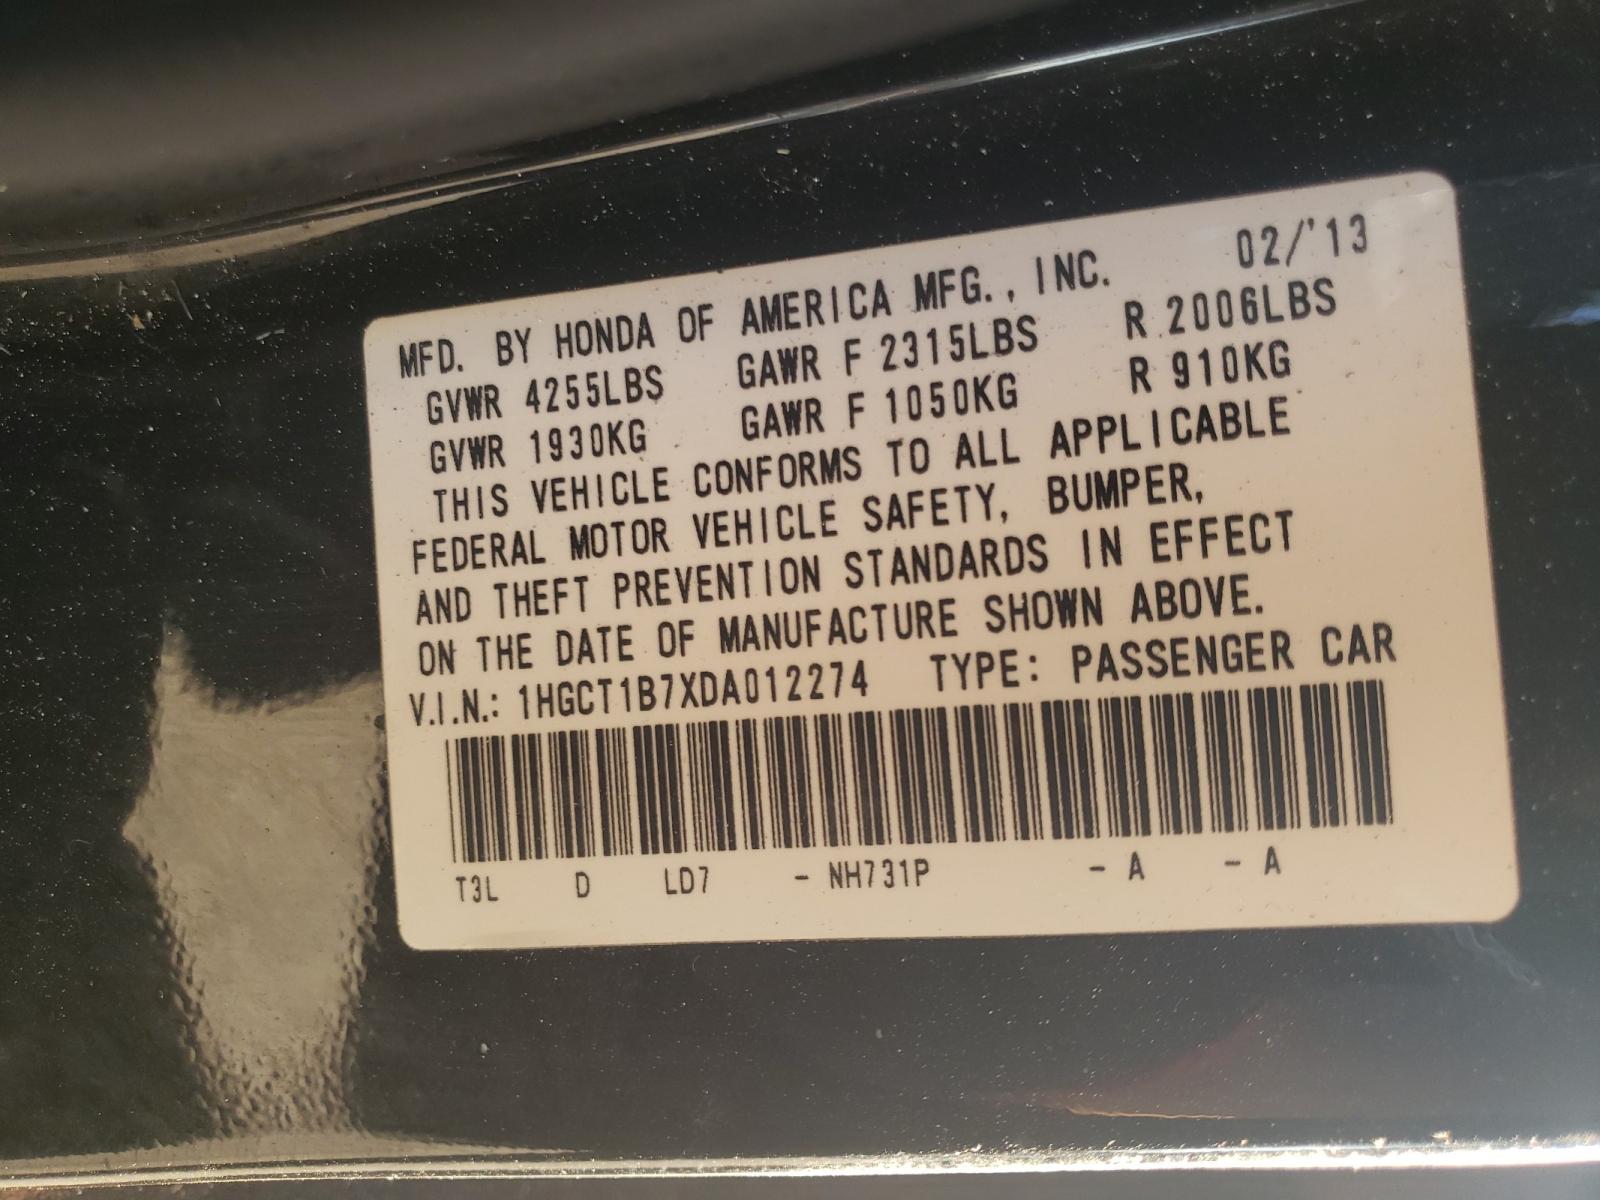 MFD. BY HONDA OF AMERICA MFG., INC. 02/'13
GVWR 4255LBS GAWR F 2315LBS R 2006LBS
GVWR 1930KG GAWR F 1050KG R 910KG
THIS VEHICLE CONFORMS TO ALL APPLICABLE
FEDERAL MOTOR VEHICLE SAFETY, BUMPER,
AND THEFT PREVENTION STANDARDS IN EFFECT
ON THE DATE OF MANUFACTURE SHOWN ABOVE.
V.I.N.: 1HGCT1B7XDA012274 TYPE: PASSENGER CAR
T3L D LD7 - NH731P - A - A